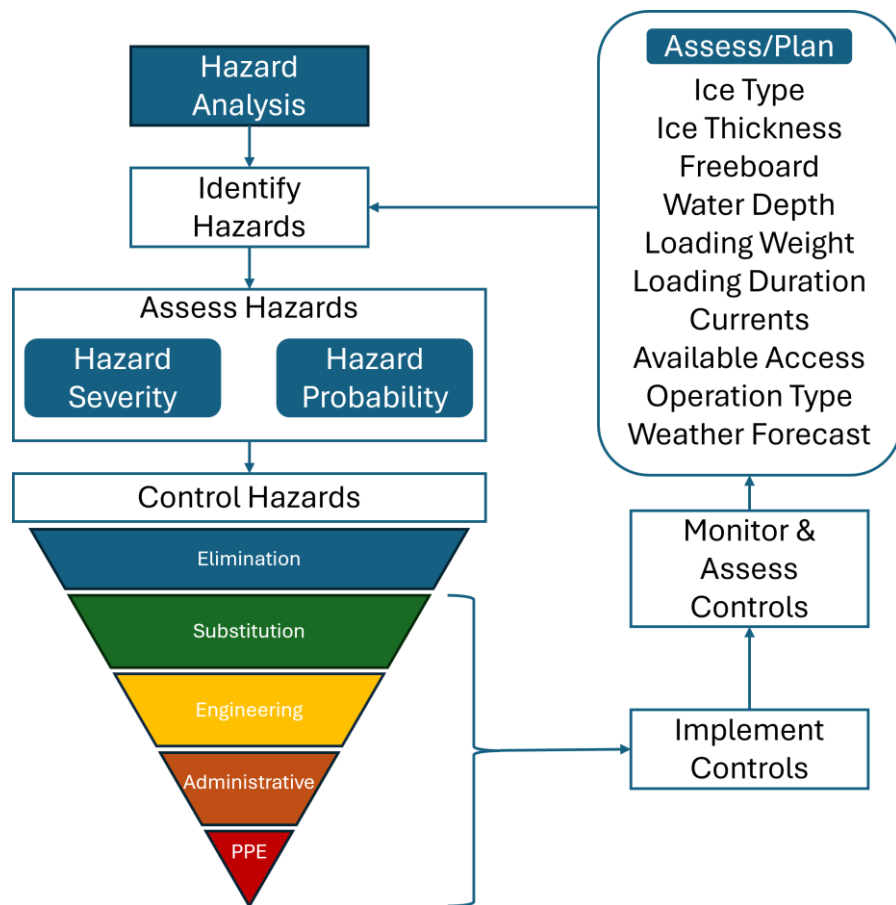 Hazard
Analysis
Identify
Hazards
Assess Hazards
Hazard
Severity
Hazard
Probability
Control Hazards
Elimination
Substitution
Engineering
Administrative
PPE
Implement
Controls
Monitor &
Assess
Controls
Assess/Plan
Ice Type
Ice Thickness
Freeboard
Water Depth
Loading Weight
Loading Duration
Currents
Available Access
Operation Type
Weather Forecast